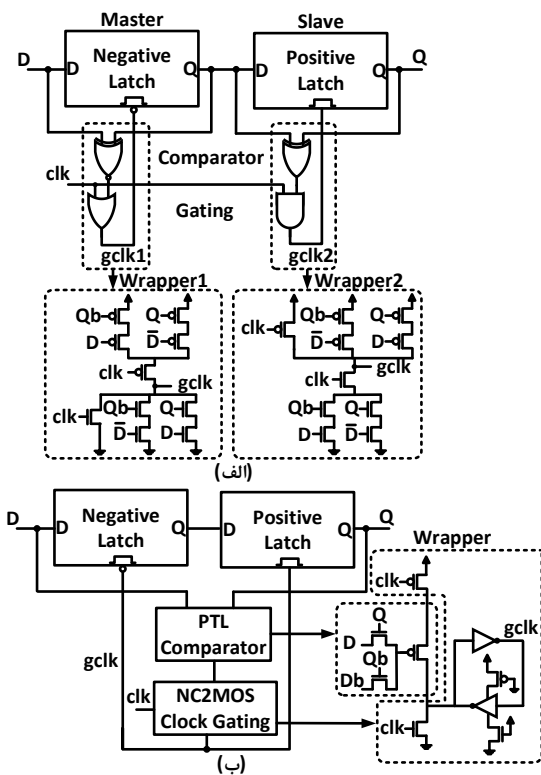 Master Slave
D D Negative Latch Q D Positive Latch Q Q
Comparator
clk
Gating
gclk1 gclk2
Wrapper1 Wrapper2
Qb Q Qb Q
clk
D D̅ D̅ D
clk gclk gclk
clk
clk Qb Q Qb Q
D̅ D D D̅
(الف)
D D Negative Latch Q D Positive Latch Q Q
Wrapper
clk
PTL Comparator
Q
D
gclk
Qb
Db
gclk
clk
NC2MOS Clock Gating
clk
(ب)